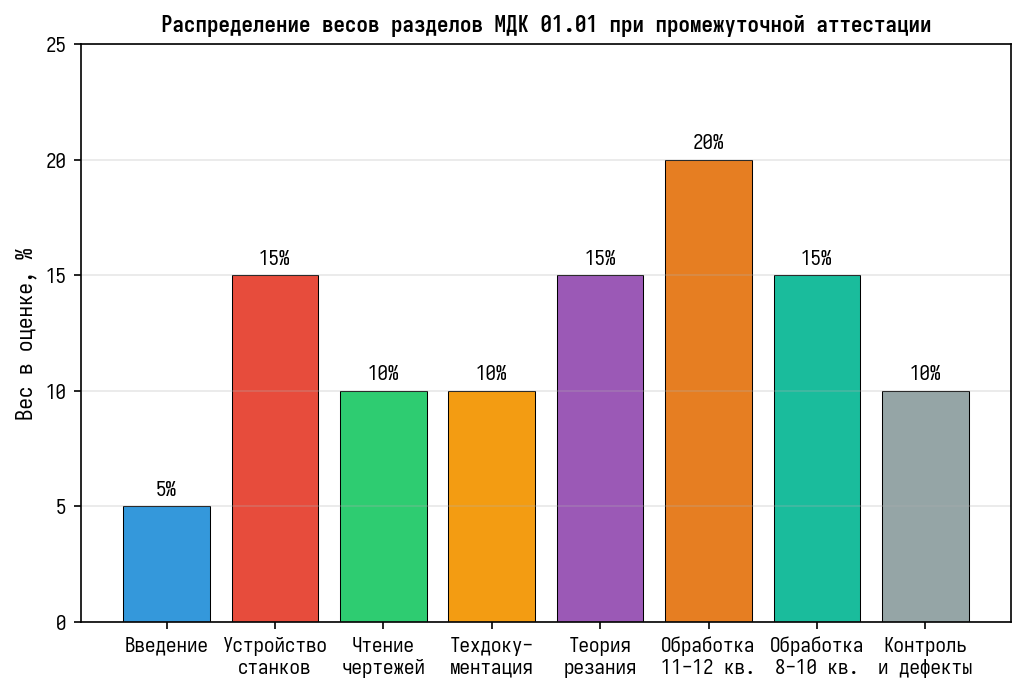 Распределение весов разделов МДК 01.01 при промежуточной аттестации
Вес в оценке, %
25
20
15
10
5
0
5%
15%
10%
10%
15%
20%
15%
10%
Введение
Устройство
станков
Чтение
чертежей
Техдоку-
ментация
Теория
резания
Обработка
11-12 кв.
Обработка
8-10 кв.
Контроль
и дефекты